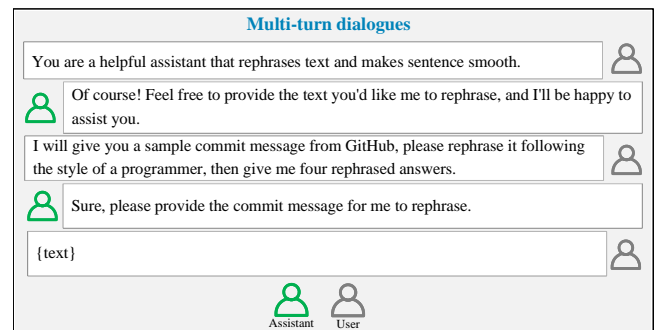 Multi-turn dialogues
You are a helpful assistant that rephrases text and makes sentence smooth.
Of course! Feel free to provide the text you'd like me to rephrase, and I'll be happy to
assist you.
I will give you a sample commit message from GitHub, please rephrase it following
the style of a programmer, then give me four rephrased answers.
Sure, please provide the commit message for me to rephrase.
{text}
Assistant User